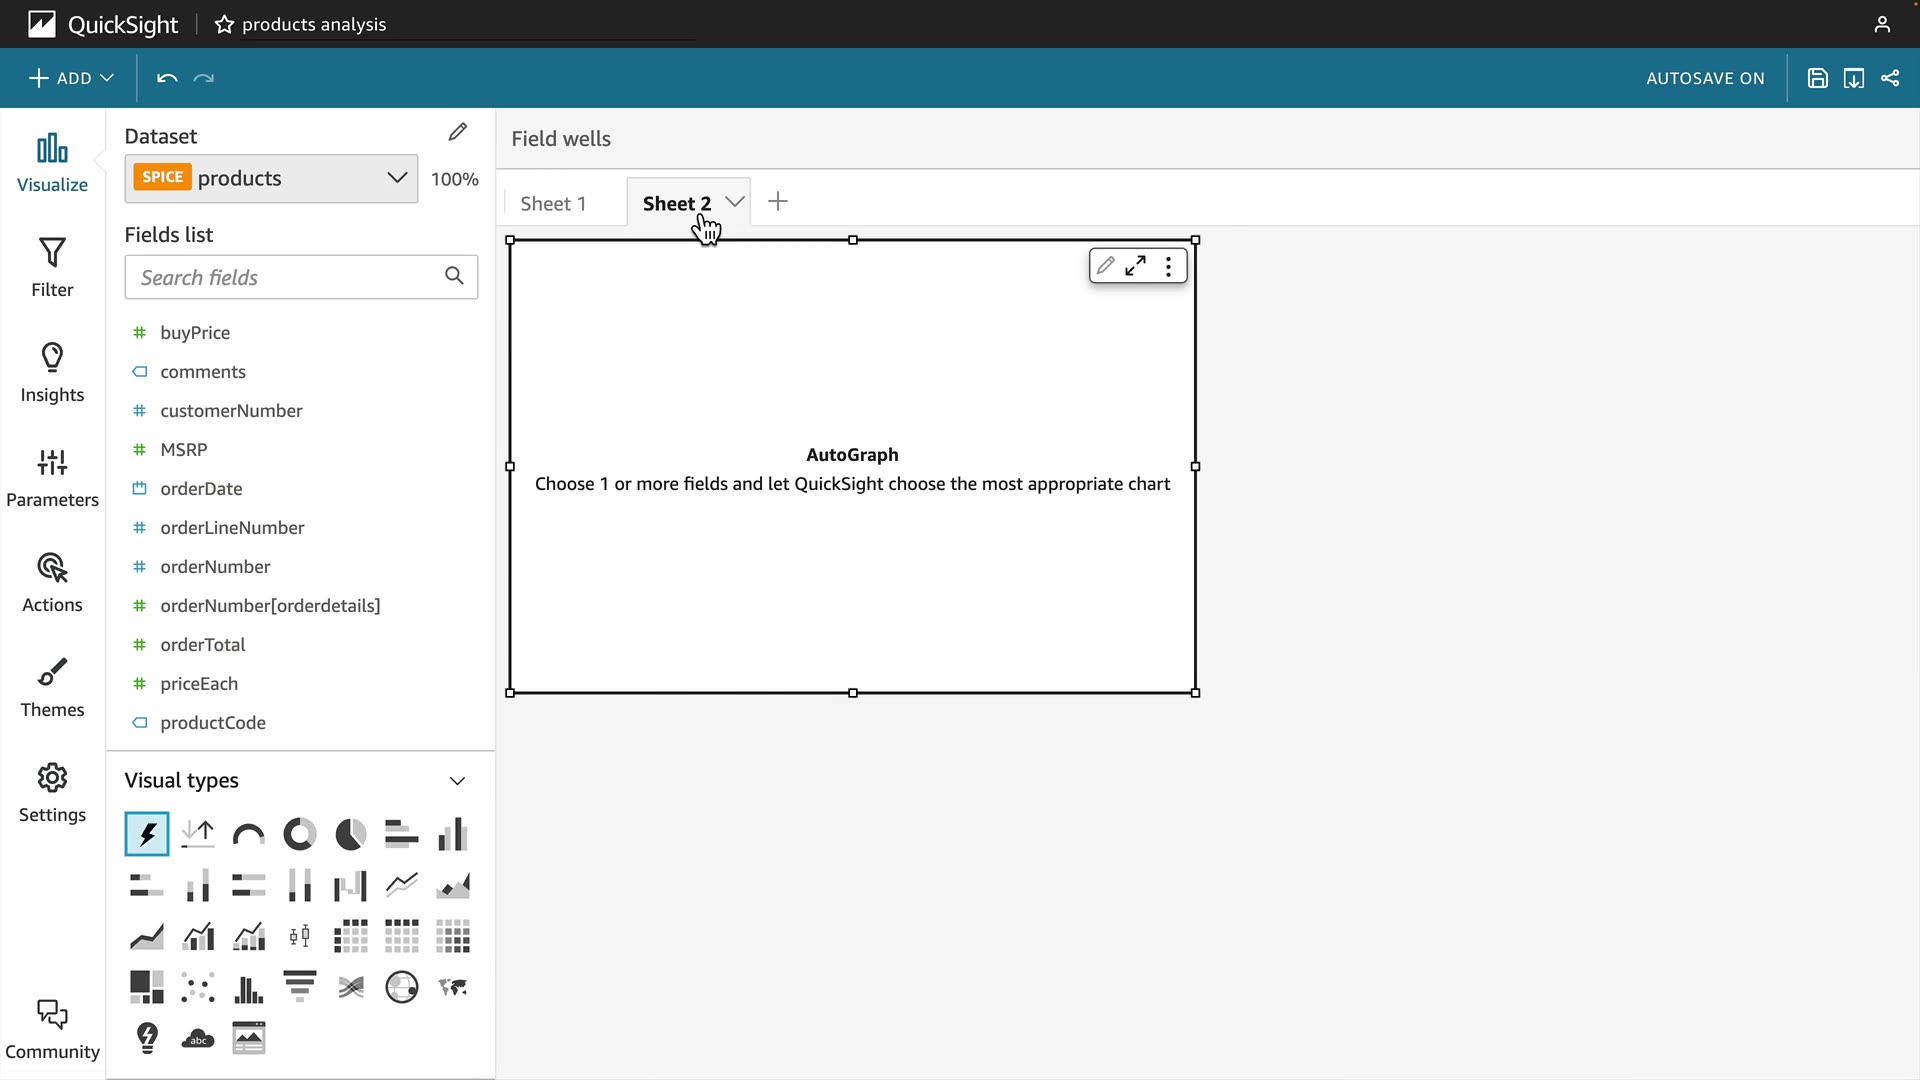 QuickSight
products analysis
ADD
AUTOSAVE ON
Visualize
Filter
Insights
Parameters
Actions
Themes
Settings
Community
Dataset
SPICE products
100%
Fields list
Search fields
buyPrice
comments
customerNumber
MSRP
orderDate
orderLineNumber
orderNumber
orderNumber[orderdetails]
orderTotal
priceEach
productCode
Visual types
abc
Field wells
Sheet 1
Sheet 2
AutoGraph
Choose 1 or more fields and let QuickSight choose the most appropriate chart